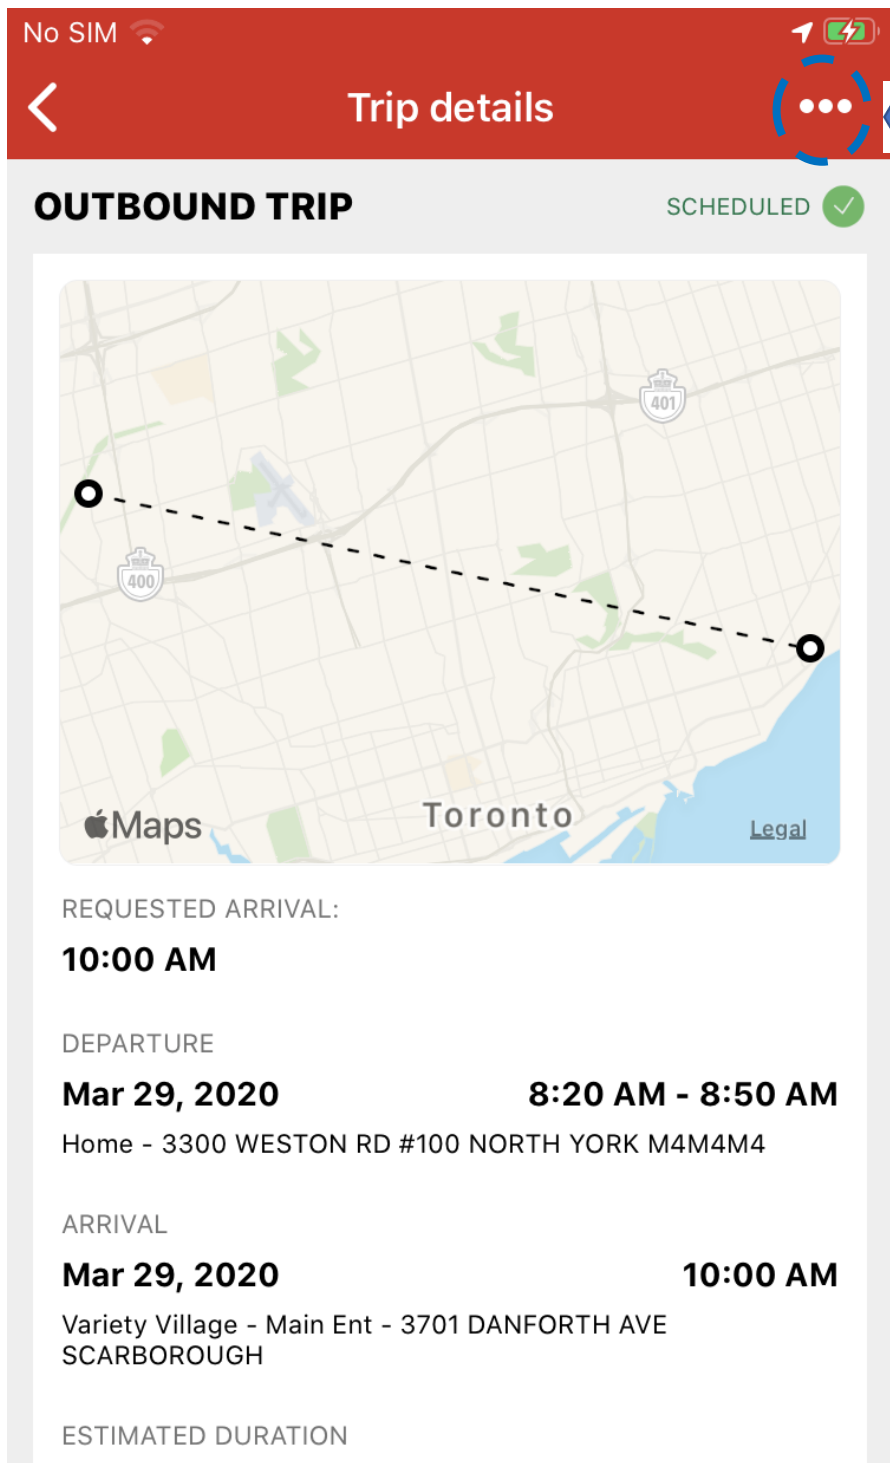 No SIM
Trip details
OUTBOUND TRIP
SCHEDULED
401
400
Toronto
Maps
Legal
REQUESTED ARRIVAL:
10:00 AM
DEPARTURE
Mar 29, 2020 8:20 AM - 8:50 AM
Home - 3300 WESTON RD #100 NORTH YORK M4M4M4
ARRIVAL
Mar 29, 2020 10:00 AM
Variety Village - Main Ent - 3701 DANFORTH AVE
SCARBOROUGH
ESTIMATED DURATION